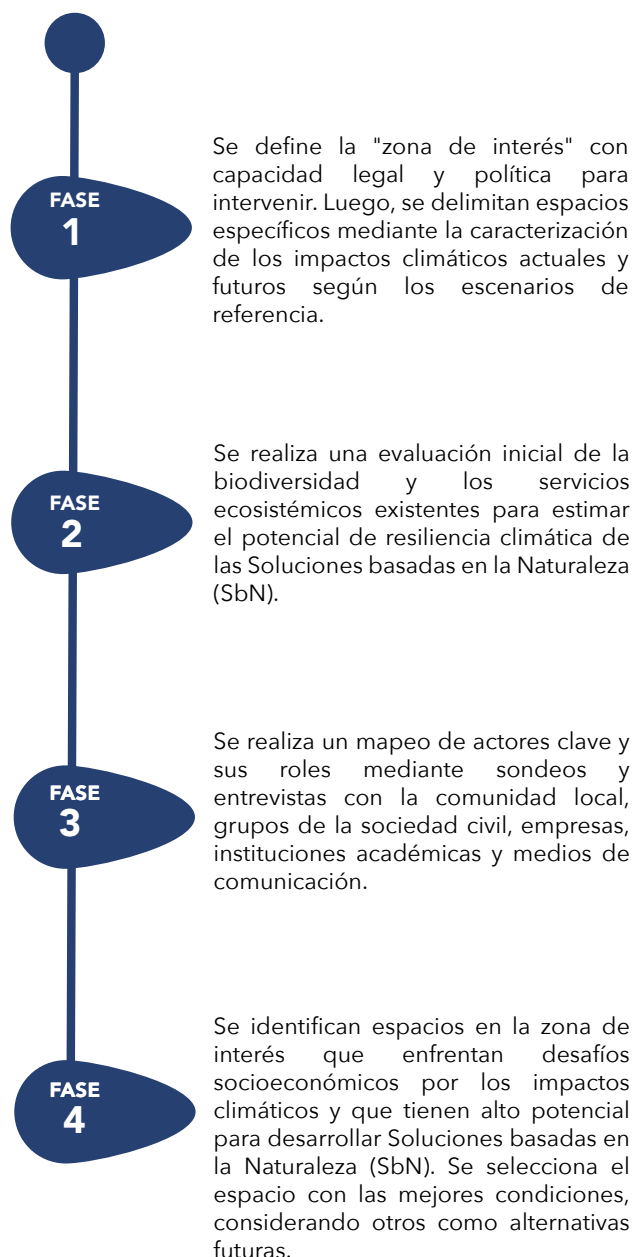 FASE
1
Se define la "zona de interés" con
capacidad legal y política para
intervenir. Luego, se delimitan espacios
específicos mediante la caracterización
de los impactos climáticos actuales y
futuros según los escenarios de
referencia.
FASE
2
Se realiza una evaluación inicial de la
biodiversidad y los servicios
ecosistémicos existentes para estimar
el potencial de resiliencia climática de
las Soluciones basadas en la Naturaleza
(SbN).
FASE
3
Se realiza un mapeo de actores clave y
sus roles mediante sondeos y
entrevistas con la comunidad local,
grupos de la sociedad civil, empresas,
instituciones académicas y medios de
comunicación.
FASE
4
Se identifican espacios en la zona de
interés que enfrentan desafíos
socioeconómicos por los impactos
climáticos y que tienen alto potencial
para desarrollar Soluciones basadas en
la Naturaleza (SbN). Se selecciona el
espacio con las mejores condiciones,
considerando otros como alternativas
futuras.